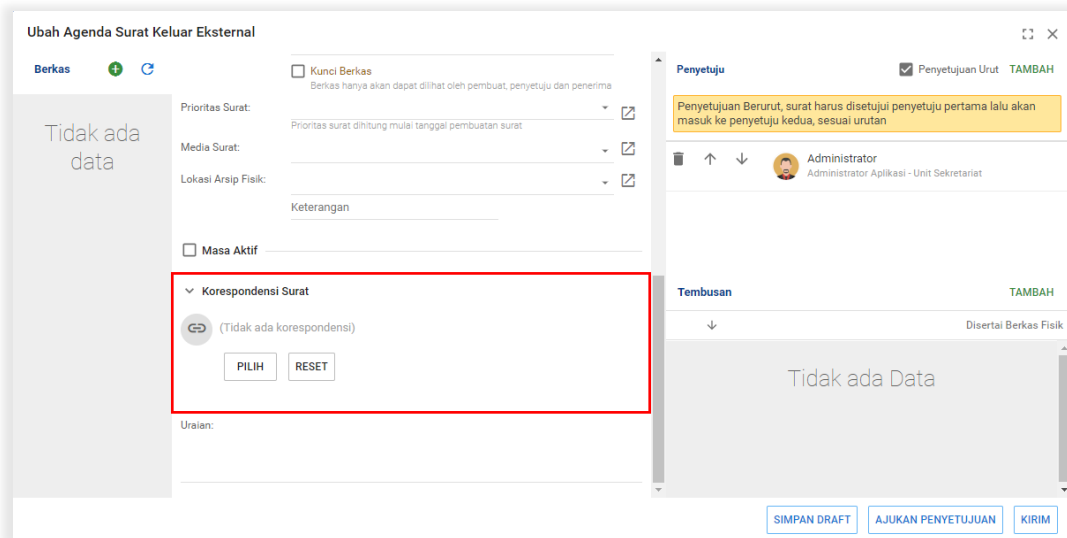 Ubah Agenda Surat Keluar Eksternal
Berkas
Tidak ada
data
Kunci Berkas
Berkas hanya akan dapat dilihat oleh pembuat, penyetuju dan penerima
Prioritas Surat:
Prioritas surat dihitung mulai tanggal pembuatan surat
Media Surat:
Lokasi Arsip Fisik:
Keterangan
Masa Aktif
Korespondensi Surat
(Tidak ada korespondensi)
PILIH RESET
Uraian:
Penyetuju Penyetujuan Urut TAMBAH
Penyetujuan Berurut, surat harus disetujui penyetuju pertama lalu akan
masuk ke penyetuju kedua, sesuai urutan
Administrator
Administrator Aplikasi - Unit Sekretariat
Tembusan TAMBAH
Disertai Berkas Fisik
Tidak ada Data
SIMPAN DRAFT AJUKAN PENYETUJUAN KIRIM